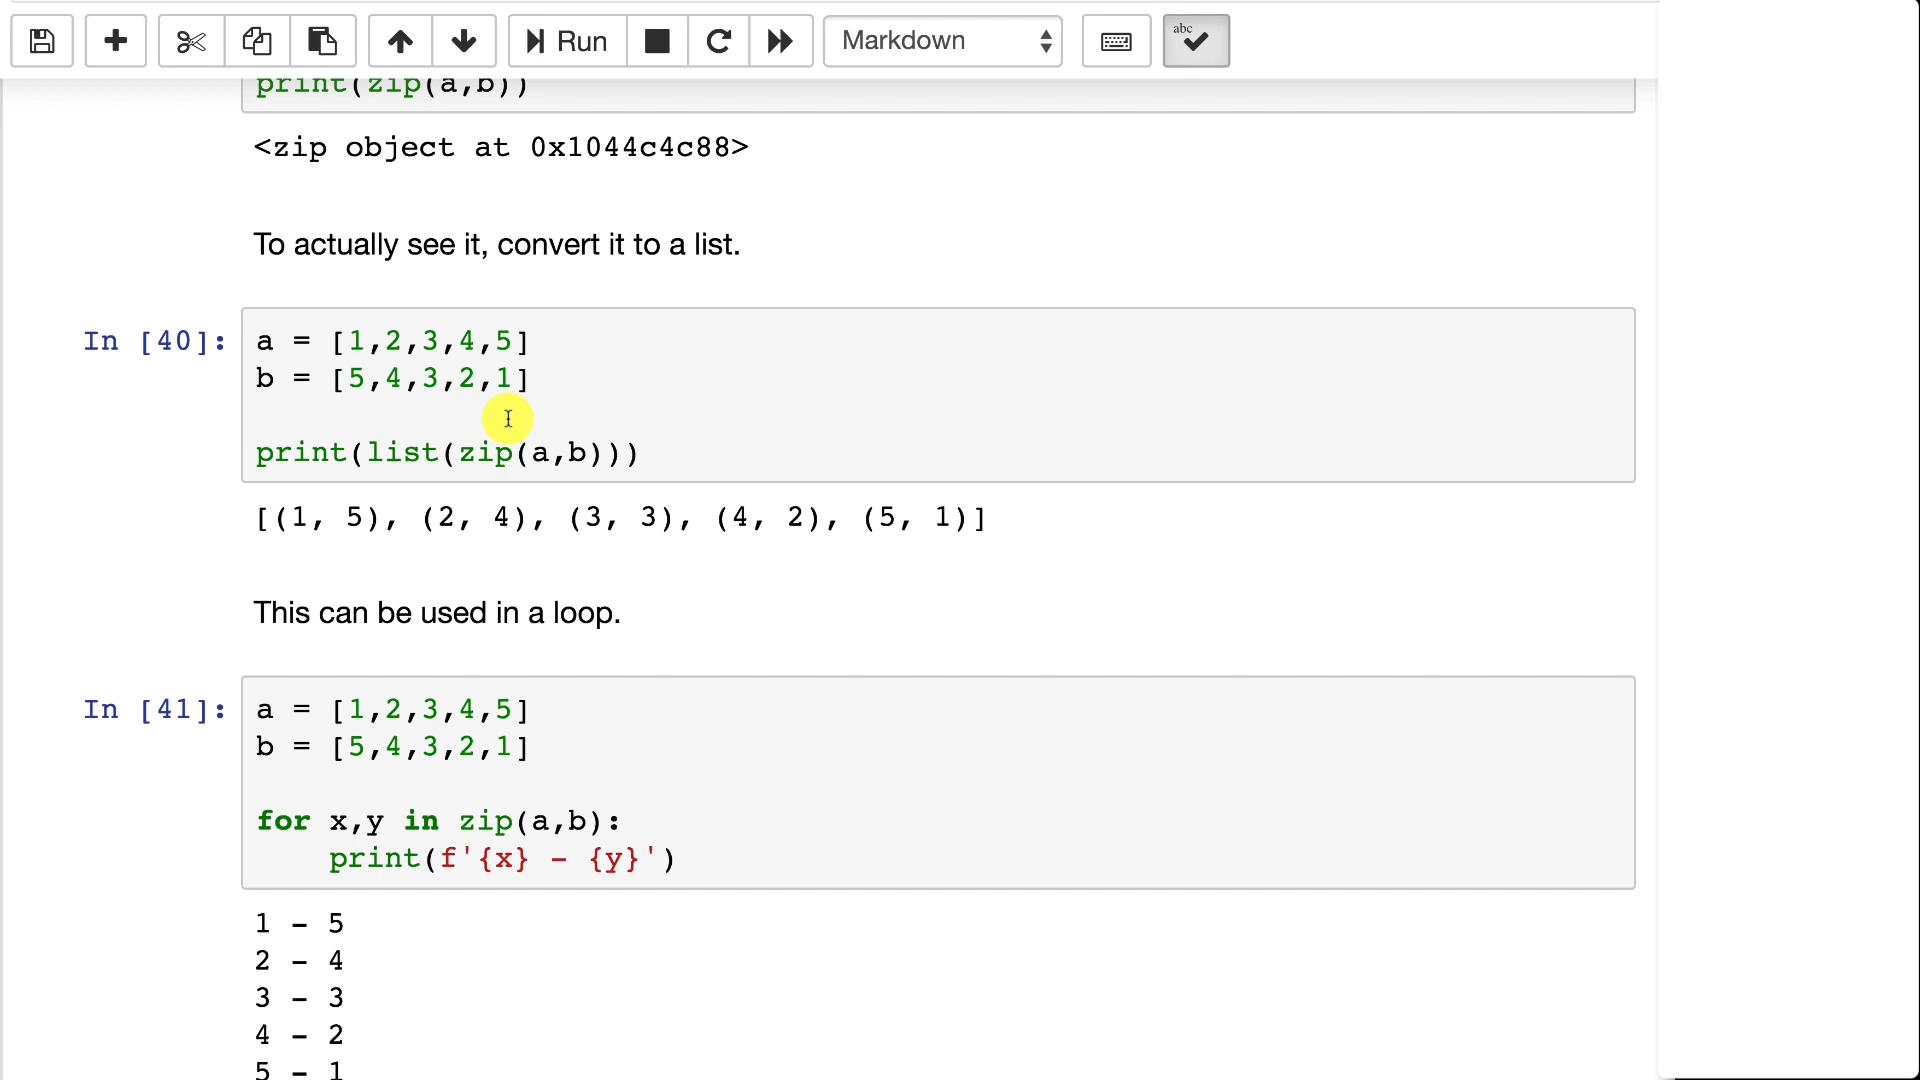 Run
Markdown
abc
print(zip(a,b))
<zip object at 0x1044c4c88>
To actually see it, convert it to a list.
In [40]:
a = [1,2,3,4,5]
b = [5,4,3,2,1]
print(list(zip(a,b)))
[(1, 5), (2, 4), (3, 3), (4, 2), (5, 1)]
This can be used in a loop.
In [41]:
a = [1,2,3,4,5]
b = [5,4,3,2,1]
for x,y in zip(a,b):
    print(f'{x} - {y}')
1 - 5
2 - 4
3 - 3
4 - 2
5 - 1